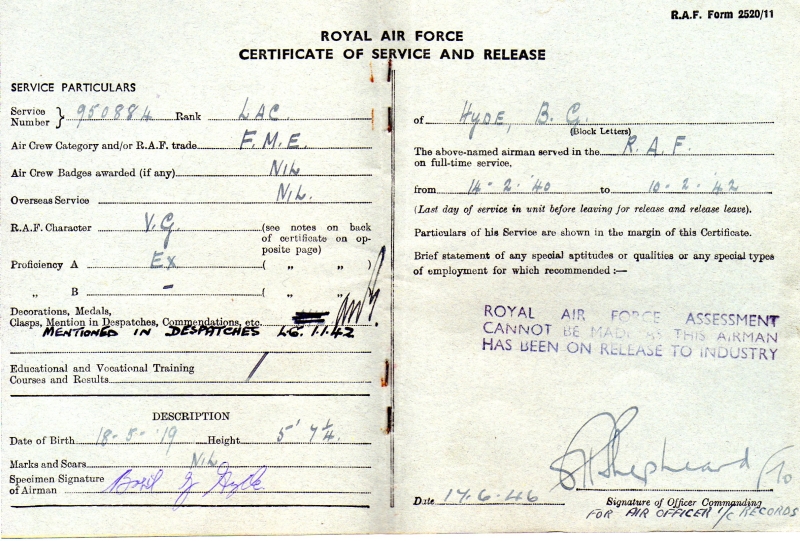 R.A.F. Form 2520/11
ROYAL AIR FORCE
CERTIFICATE OF SERVICE AND RELEASE
SERVICE PARTICULARS
Service Number } 950884 Rank LAC.
Air Crew Category and/or R.A.F. trade F.M.E.
Air Crew Badges awarded (if any) NIL
Overseas Service NIL.
R.A.F. Character V.G. (see notes on back
of certificate on op-
posite page)
Proficiency A Ex ( „ „ )
„ B - ( „ „ )
Decorations, Medals,
Clasps, Mention in Despatches, Commendations, etc.
MENTIONED IN DESPATCHES LG. 1.1.42
Educational and Vocational Training
Courses and Results /
DESCRIPTION
Date of Birth 18-5-'19 Height 5' 7¼.
Marks and Scars NIL
Specimen Signature
of Airman Basil G Hyde
of HYDE, B. G.
(Block Letters)
The above-named airman served in the R.A.F.
on full-time service,
from 14-2-'40 to 10-2-'42
(Last day of service in unit before leaving for release and release leave).
Particulars of his Service are shown in the margin of this Certificate.
Brief statement of any special aptitudes or qualities or any special types
of employment for which recommended :—
ROYAL AIR FORCE ASSESSMENT
CANNOT BE MADE AS THIS AIRMAN
HAS BEEN ON RELEASE TO INDUSTRY
Shepheard F/O
Date 17.6.46 Signature of Officer Commanding
FOR AIR OFFICER I/C RECORDS